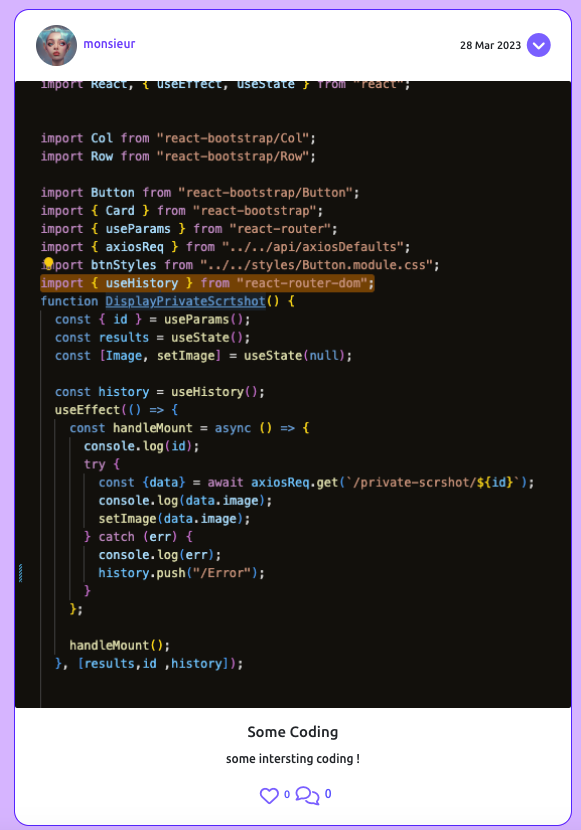 monsieur
28 Mar 2023
import React, { useEffect, useState } from "react";
import Col from "react-bootstrap/Col";
import Row from "react-bootstrap/Row";
import Button from "react-bootstrap/Button";
import { Card } from "react-bootstrap";
import { useParams } from "react-router";
import { axiosReq } from "../../api/axiosDefaults";
import btnStyles from "../../styles/Button.module.css";
import { useHistory } from "react-router-dom";
function DisplayPrivateScrtshot() {
const { id } = useParams();
const results = useState();
const [Image, setImage] = useState(null);
const history = useHistory();
useEffect(() => {
const handleMount = async () => {
console.log(id);
try {
const {data} = await axiosReq.get(`/private-scrshot/${id}`);
console.log(data.image);
setImage(data.image);
} catch (err) {
console.log(err);
history.push("/Error");
}
};
handleMount();
}, [results,id ,history]);
Some Coding
some intersting coding !
0 0